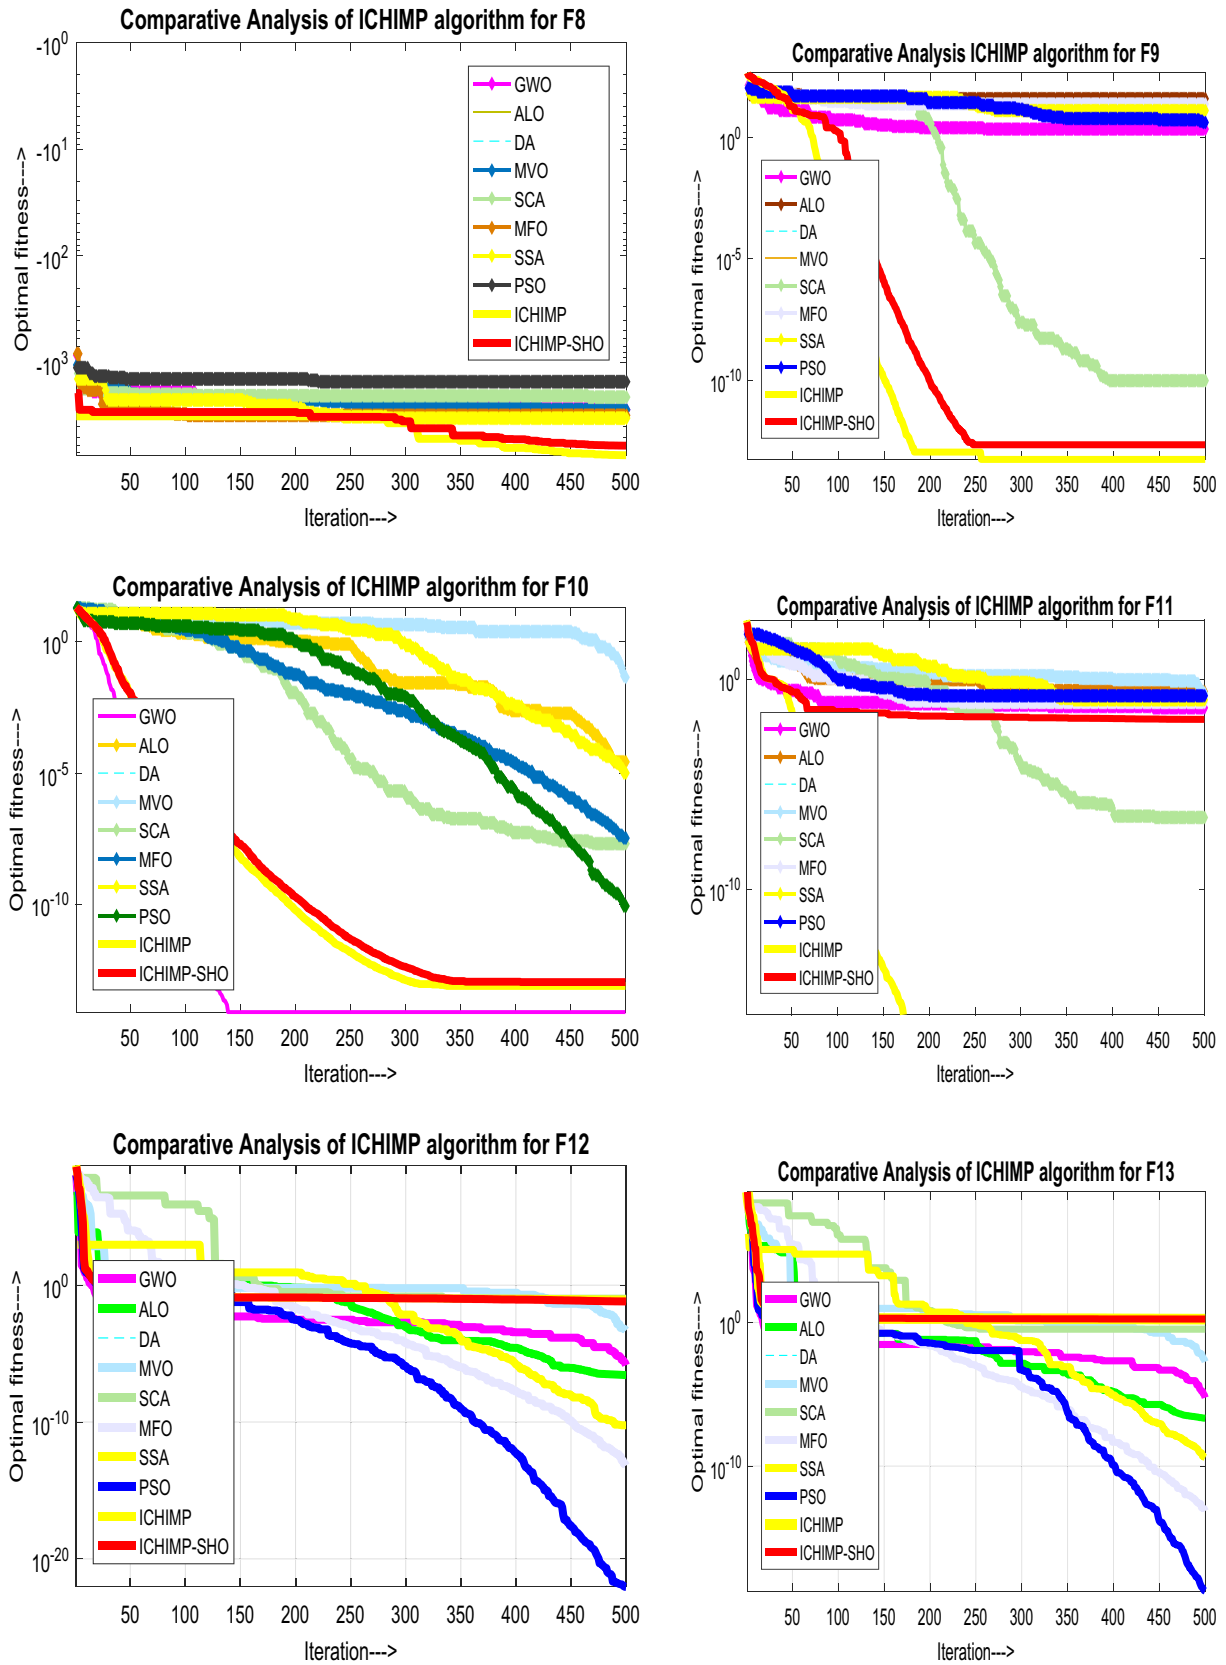 Comparative Analysis of ICHIMP algorithm for F8
Optimal fitness--->
-10^0
-10^1
-10^2
-10^3
GWO
ALO
DA
MVO
SCA
MFO
SSA
PSO
ICHIMP
ICHIMP-SHO
50 100 150 200 250 300 350 400 450 500
Iteration--->
Comparative Analysis ICHIMP algorithm for F9
Optimal fitness--->
10^0
10^-5
10^-10
GWO
ALO
DA
MVO
SCA
MFO
SSA
PSO
ICHIMP
ICHIMP-SHO
50 100 150 200 250 300 350 400 450 500
Iteration--->
Comparative Analysis of ICHIMP algorithm for F10
Optimal fitness--->
10^0
10^-5
10^-10
GWO
ALO
DA
MVO
SCA
MFO
SSA
PSO
ICHIMP
ICHIMP-SHO
50 100 150 200 250 300 350 400 450 500
Iteration--->
Comparative Analysis of ICHIMP algorithm for F11
Optimal fitness--->
10^0
10^-5
10^-10
GWO
ALO
DA
MVO
SCA
MFO
SSA
PSO
ICHIMP
ICHIMP-SHO
50 100 150 200 250 300 350 400 450 500
Iteration--->
Comparative Analysis of ICHIMP algorithm for F12
Optimal fitness--->
10^0
10^-10
10^-20
GWO
ALO
DA
MVO
SCA
MFO
SSA
PSO
ICHIMP
ICHIMP-SHO
50 100 150 200 250 300 350 400 450 500
Iteration--->
Comparative Analysis of ICHIMP algorithm for F13
Optimal fitness--->
10^0
10^-10
GWO
ALO
DA
MVO
SCA
MFO
SSA
PSO
ICHIMP
ICHIMP-SHO
50 100 150 200 250 300 350 400 450 500
Iteration--->